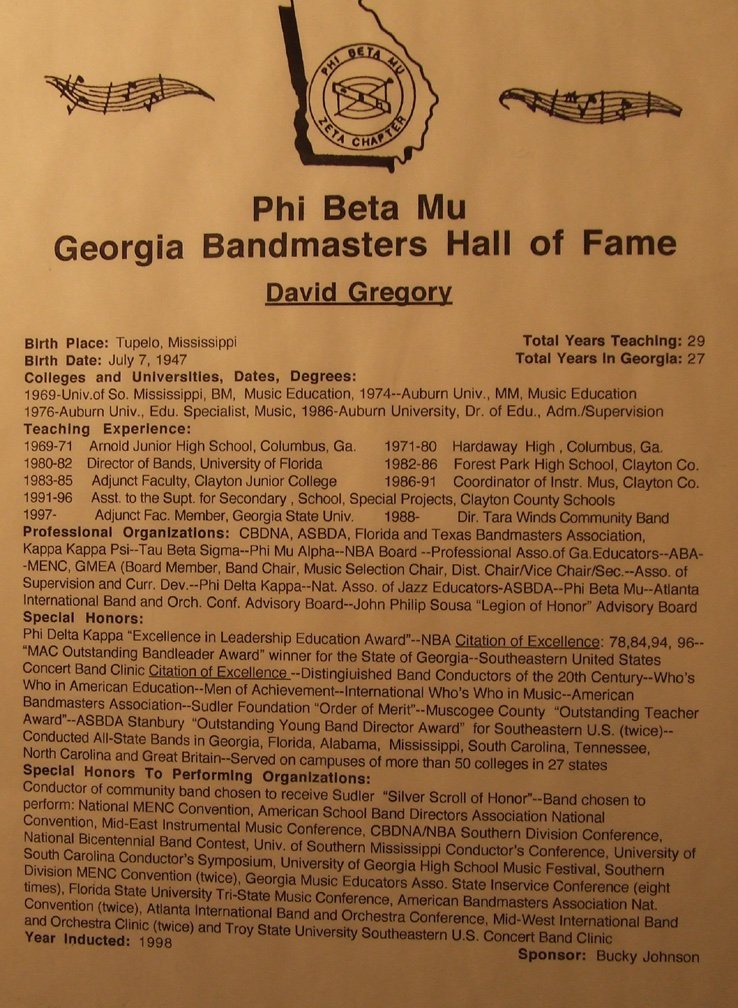 PHI BETA MU
ZETA CHAPTER
Phi Beta Mu
Georgia Bandmasters Hall of Fame
David Gregory
Birth Place: Tupelo, Mississippi Total Years Teaching: 29
Birth Date: July 7, 1947 Total Years In Georgia: 27
Colleges and Universities, Dates, Degrees:
1969-Univ.of So. Mississippi, BM, Music Education, 1974--Auburn Univ., MM, Music Education
1976-Auburn Univ., Edu. Specialist, Music, 1986-Auburn University, Dr. of Edu., Adm./Supervision
Teaching Experience:
1969-71 Arnold Junior High School, Columbus, Ga. 1971-80 Hardaway High , Columbus, Ga.
1980-82 Director of Bands, University of Florida 1982-86 Forest Park High School, Clayton Co.
1983-85 Adjunct Faculty, Clayton Junior College 1986-91 Coordinator of Instr. Mus, Clayton Co.
1991-96 Asst. to the Supt. for Secondary , School, Special Projects, Clayton County Schools
1997- Adjunct Fac. Member, Georgia State Univ. 1988- Dir. Tara Winds Community Band
Professional Organizations: CBDNA, ASBDA, Florida and Texas Bandmasters Association,
Kappa Kappa Psi--Tau Beta Sigma--Phi Mu Alpha--NBA Board --Professional Asso.of Ga.Educators--ABA-
-MENC, GMEA (Board Member, Band Chair, Music Selection Chair, Dist. Chair/Vice Chair/Sec.--Asso. of
Supervision and Curr. Dev.--Phi Delta Kappa--Nat. Asso. of Jazz Educators-ASBDA--Phi Beta Mu--Atlanta
International Band and Orch. Conf. Advisory Board--John Philip Sousa "Legion of Honor" Advisory Board
Special Honors:
Phi Delta Kappa "Excellence in Leadership Education Award"--NBA Citation of Excellence: 78,84,94, 96--
"MAC Outstanding Bandleader Award" winner for the State of Georgia--Southeastern United States
Concert Band Clinic Citation of Excellence --Distingiuished Band Conductors of the 20th Century--Who's
Who in American Education--Men of Achievement--International Who's Who in Music--American
Bandmasters Association--Sudler Foundation "Order of Merit"--Muscogee County "Outstanding Teacher
Award"--ASBDA Stanbury "Outstanding Young Band Director Award" for Southeastern U.S. (twice)--
Conducted All-State Bands in Georgia, Florida, Alabama, Mississippi, South Carolina, Tennessee,
North Carolina and Great Britain--Served on campuses of more than 50 colleges in 27 states
Special Honors To Performing Organizations:
Conductor of community band chosen to receive Sudler "Silver Scroll of Honor"--Band chosen to
perform: National MENC Convention, American School Band Directors Association National
Convention, Mid-East Instrumental Music Conference, CBDNA/NBA Southern Division Conference,
National Bicentennial Band Contest, Univ. of Southern Mississippi Conductor's Conference, University of
South Carolina Conductor's Symposium, University of Georgia High School Music Festival, Southern
Division MENC Convention (twice), Georgia Music Educators Asso. State Inservice Conference (eight
times), Florida State University Tri-State Music Conference, American Bandmasters Association Nat.
Convention (twice), Atlanta International Band and Orchestra Conference, Mid-West International Band
and Orchestra Clinic (twice) and Troy State University Southeastern U.S. Concert Band Clinic
Year Inducted: 1998
Sponsor: Bucky Johnson